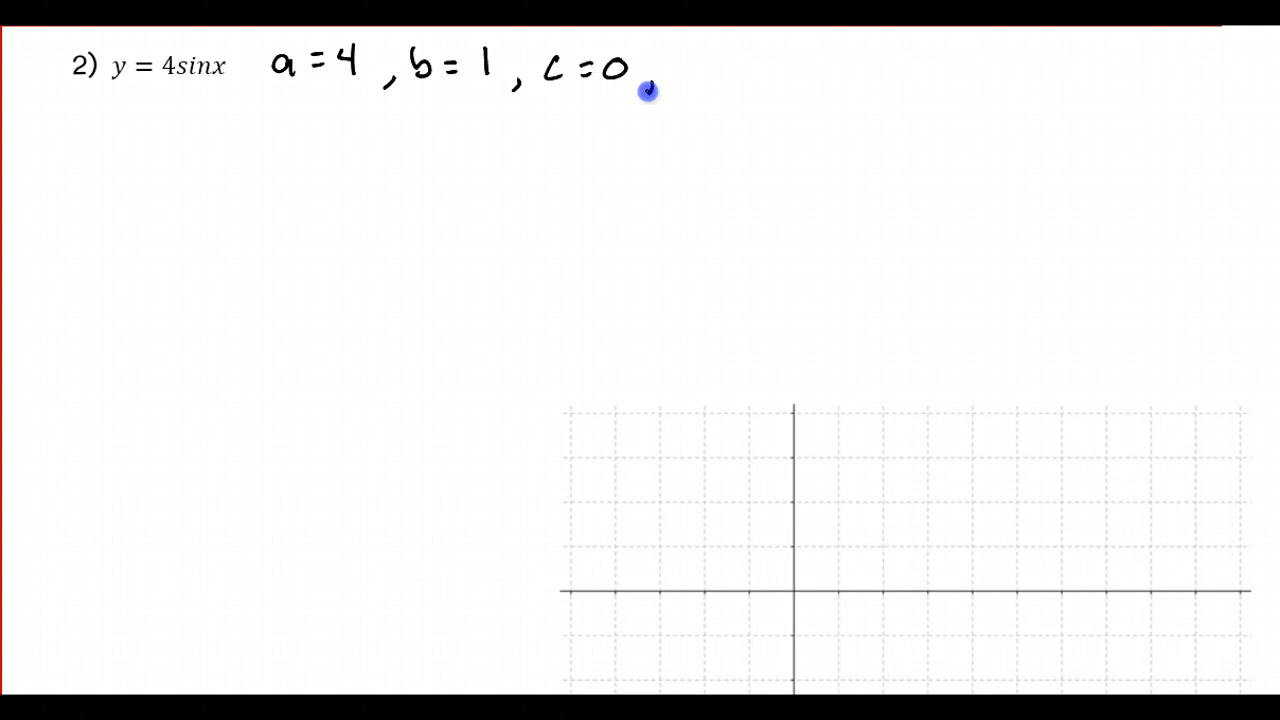 2) y = 4sinx a = 4 , b = 1 , c = 0 ,